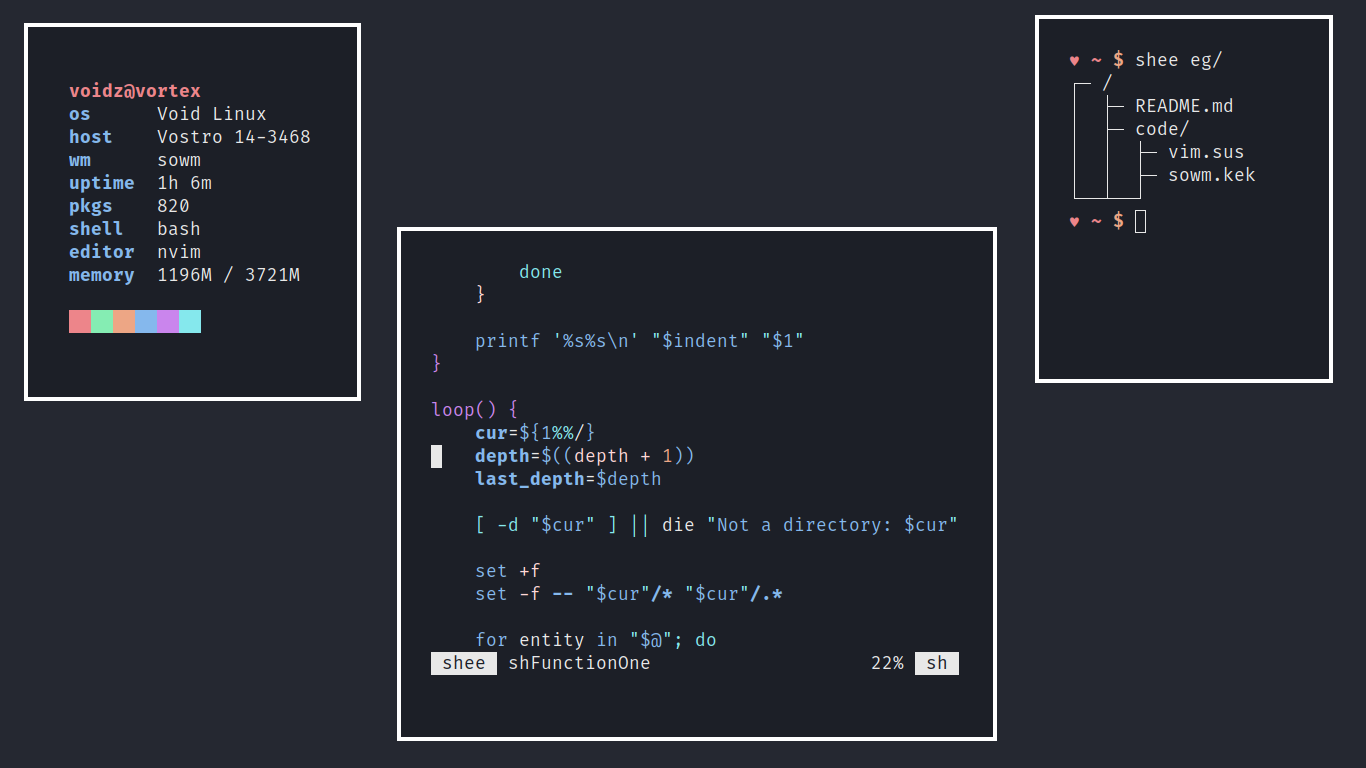 voidz@vortex
os Void Linux
host Vostro 14-3468
wm sowm
uptime 1h 6m
pkgs 820
shell bash
editor nvim
memory 1196M / 3721M
done
}
printf '%s%s\n' "$indent" "$1"
}
loop() {
cur=${1%%/}
depth=$((depth + 1))
last_depth=$depth
[ -d "$cur" ] || die "Not a directory: $cur"
set +f
set -f -- "$cur"/* "$cur"/.*
for entity in "$@"; do
shee shFunctionOne 22% sh
♥ ~ $ shee eg/
/
README.md
code/
vim.sus
sowm.kek
♥ ~ $